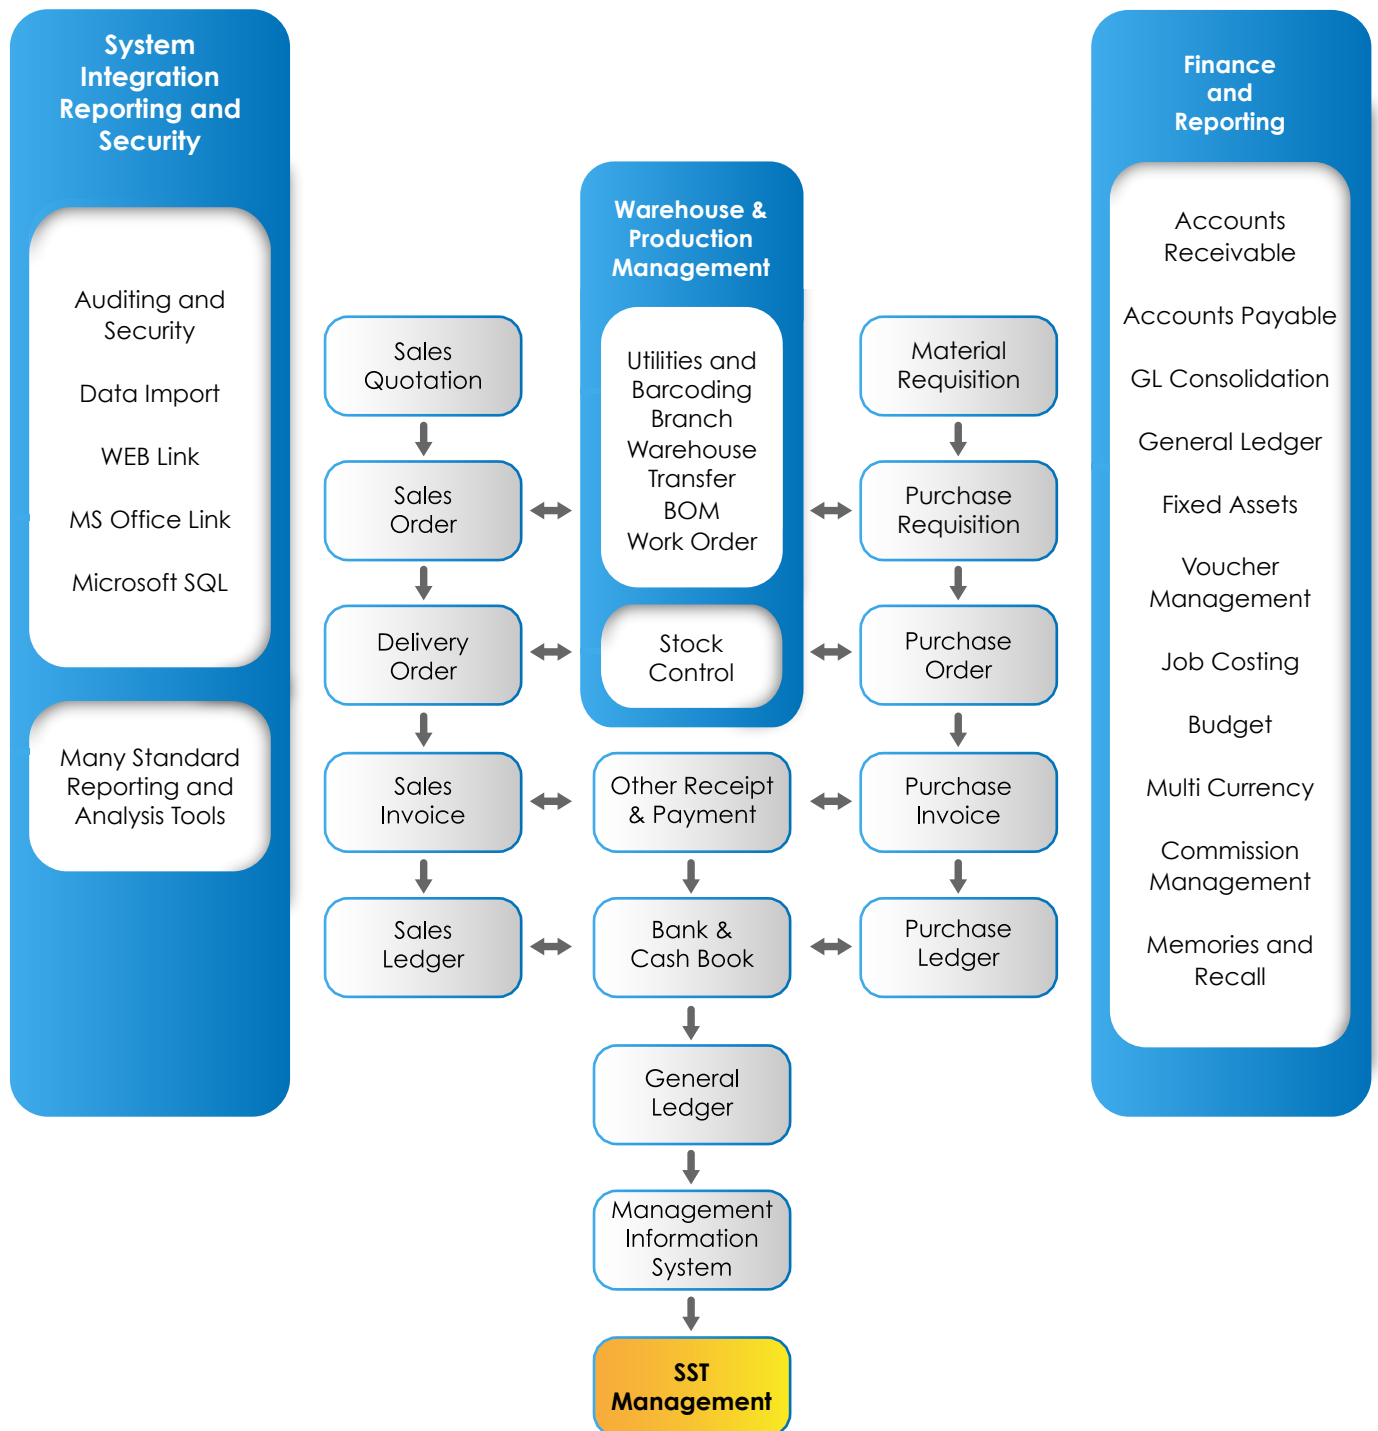 System
Integration
Reporting and
Security
Auditing and
Security
Data Import
WEB Link
MS Office Link
Microsoft SQL
Many Standard
Reporting and
Analysis Tools
Sales
Quotation
Sales
Order
Delivery
Order
Sales
Invoice
Sales
Ledger
Warehouse &
Production
Management
Utilities and
Barcoding
Branch
Warehouse
Transfer
BOM
Work Order
Stock
Control
Other Receipt
& Payment
Bank &
Cash Book
General
Ledger
Management
Information
System
SST
Management
Material
Requisition
Purchase
Requisition
Purchase
Order
Purchase
Invoice
Purchase
Ledger
Finance
and
Reporting
Accounts
Receivable
Accounts Payable
GL Consolidation
General Ledger
Fixed Assets
Voucher
Management
Job Costing
Budget
Multi Currency
Commission
Management
Memories and
Recall